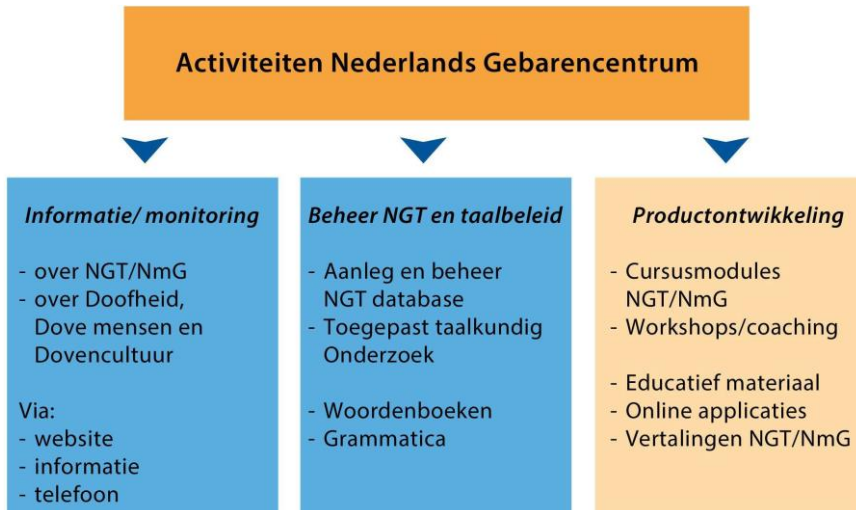 Activiteiten Nederlands Gebarencentrum
Informatie/ monitoring
- over NGT/NmG
- over Doofheid,
Dove mensen en
Dovencultuur
Via:
- website
- informatie
- telefoon
Beheer NGT en taalbeleid
- Aanleg en beheer
NGT database
- Toegepast taalkundig
Onderzoek
- Woordenboeken
- Grammatica
Productontwikkeling
- Cursusmodules
NGT/NmG
- Workshops/coaching
- Educatief materiaal
- Online applicaties
- Vertalingen NGT/NmG